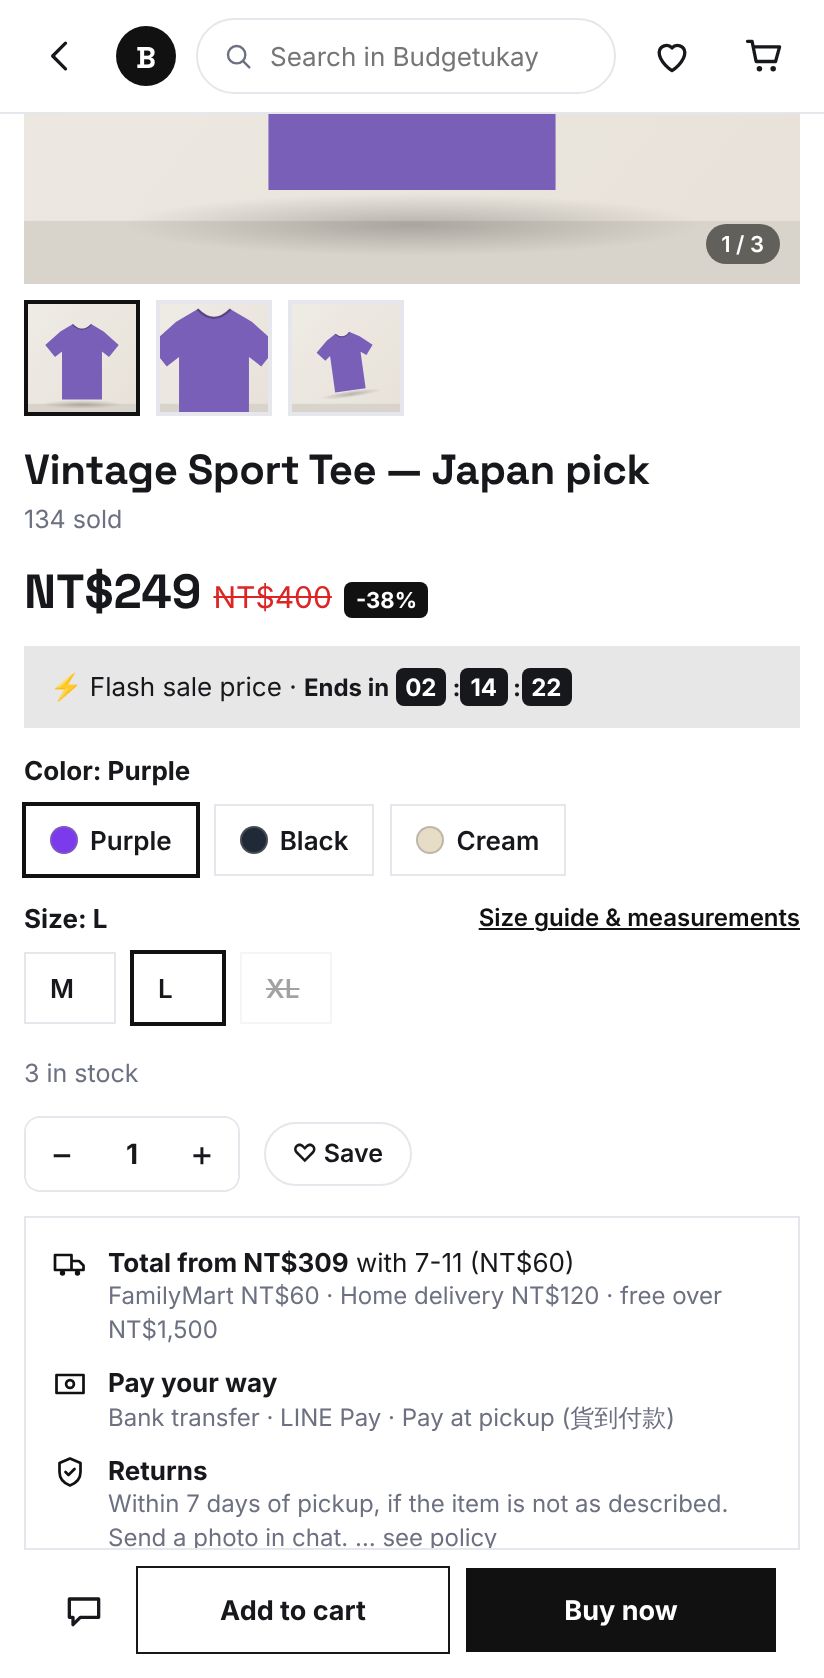 B
Search in Budgetukay
1 / 3
Vintage Sport Tee — Japan pick
134 sold
NT$249 NT$400 -38%
⚡ Flash sale price · Ends in 02 : 14 : 22
Color: Purple
Purple Black Cream
Size: L Size guide & measurements
M L XL
3 in stock
− 1 + ♡ Save
Total from NT$309 with 7-11 (NT$60)
FamilyMart NT$60 · Home delivery NT$120 · free over
NT$1,500
Pay your way
Bank transfer · LINE Pay · Pay at pickup (貨到付款)
Returns
Within 7 days of pickup, if the item is not as described.
Send a photo in chat. ... see policy
Add to cart Buy now